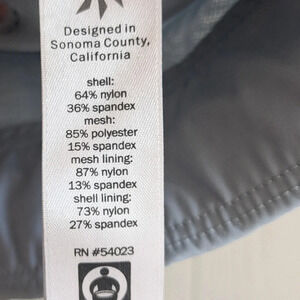 Designed in
Sonoma County,
California
shell:
64% nylon
36% spandex
mesh:
85% polyester
15% spandex
mesh lining:
87% nylon
13% spandex
shell lining:
73% nylon
27% spandex
RN #54023